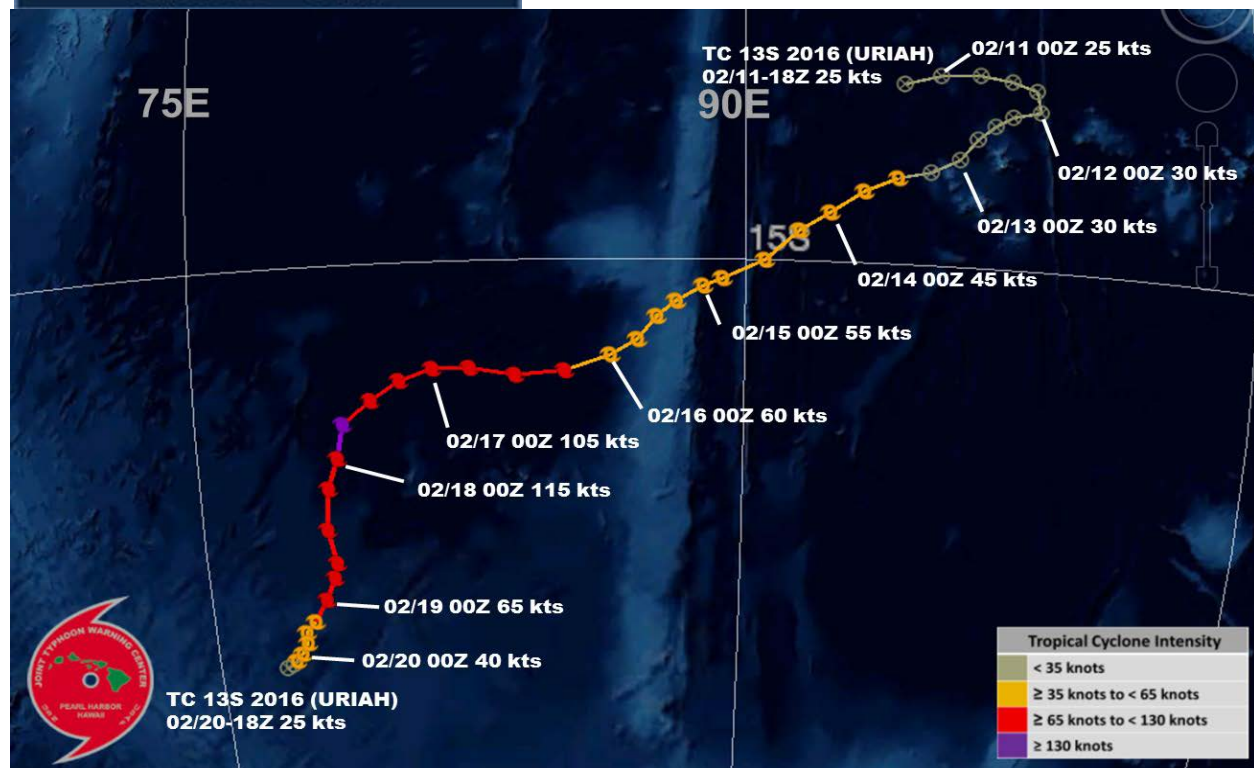 TC 13S 2016 (URIAH)
02/11-18Z 25 kts
02/11 00Z 25 kts
75E
90E
02/12 00Z 30 kts
02/13 00Z 30 kts
15S
02/14 00Z 45 kts
02/15 00Z 55 kts
02/16 00Z 60 kts
02/17 00Z 105 kts
02/18 00Z 115 kts
02/19 00Z 65 kts
02/20 00Z 40 kts
TC 13S 2016 (URIAH)
02/20-18Z 25 kts
JOINT TYPHOON WARNING CENTER
PEARL HARBOR
HAWAII
Tropical Cyclone Intensity
< 35 knots
≥ 35 knots to < 65 knots
≥ 65 knots to < 130 knots
≥ 130 knots